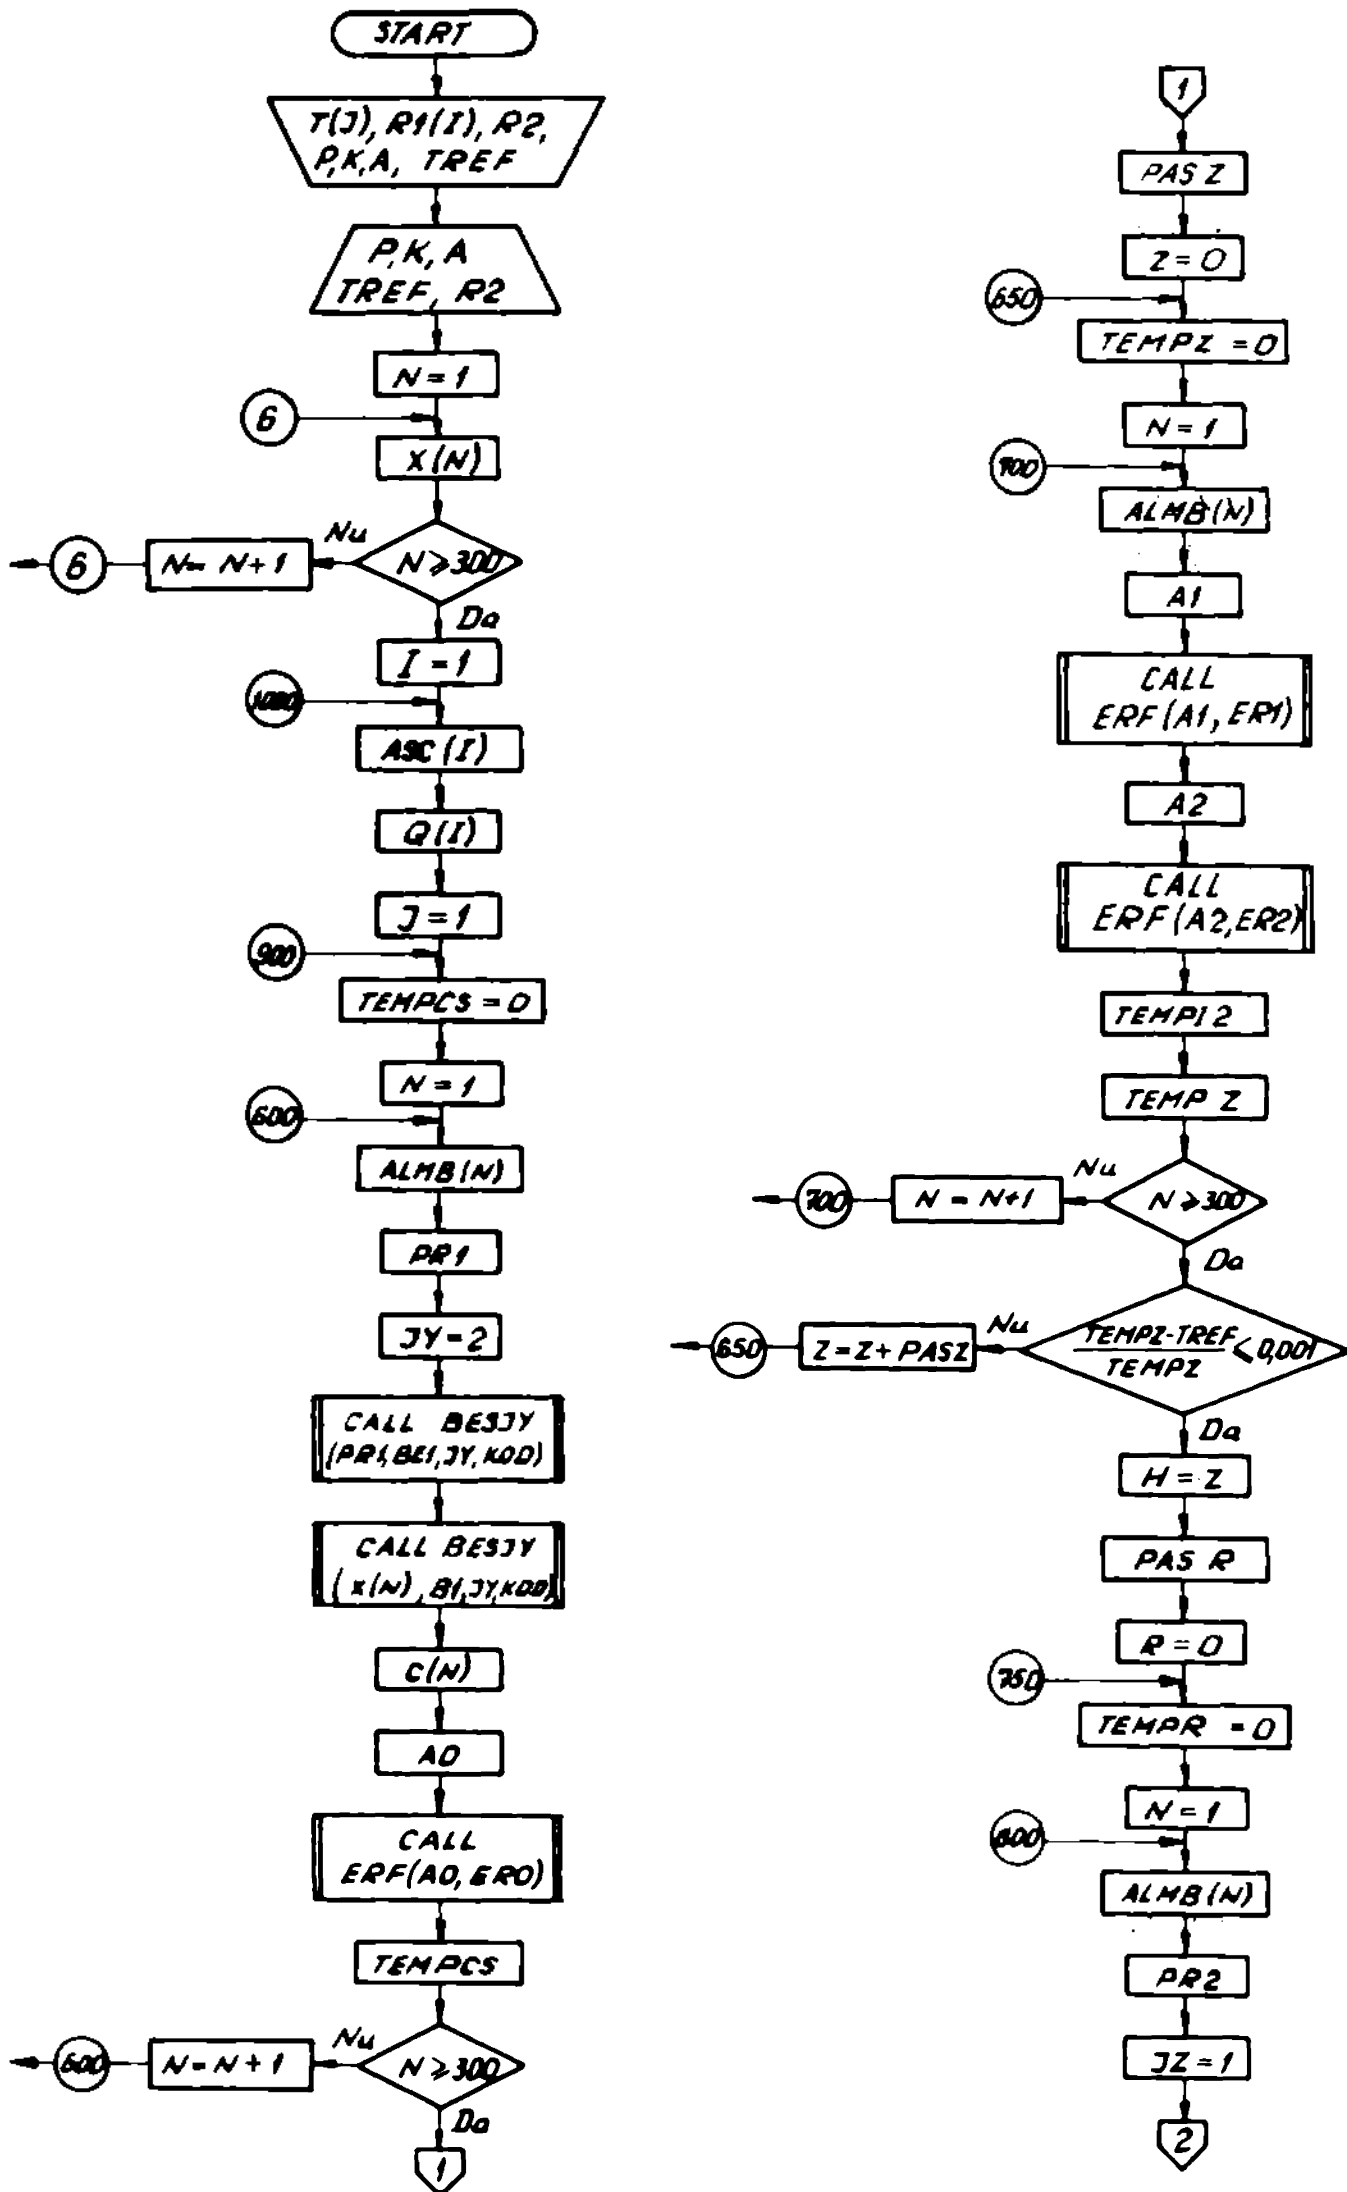 START
T(J), R1(I), R2,
P,K,A, TREF
P,K,A
TREF, R2
N=1
6
X(N)
N⩾300
Nu
N=N+1
6
Da
I=1
1000
ASC(I)
Q(I)
J=1
900
TEMPCS=0
N=1
600
ALMB(N)
PR1
JY=2
CALL BESJY
(PR1,BE1,JY,KOD)
CALL BESJY
(X(N),B1,JY,KOD)
C(N)
A0
CALL
ERF(A0,ER0)
TEMPCS
N⩾300
Nu
N=N+1
600
Da
1
1
PAS Z
Z=0
650
TEMPZ=0
N=1
700
ALMB(N)
A1
CALL
ERF(A1,ER1)
A2
CALL
ERF(A2,ER2)
TEMPI2
TEMP Z
N⩾300
Nu
N=N+1
700
Da
TEMPZ-TREF
TEMPZ
⩽0,001
Nu
Z=Z+PASZ
650
Da
H=Z
PAS R
R=0
750
TEMPR=0
N=1
800
ALMB(N)
PR2
JZ=1
2